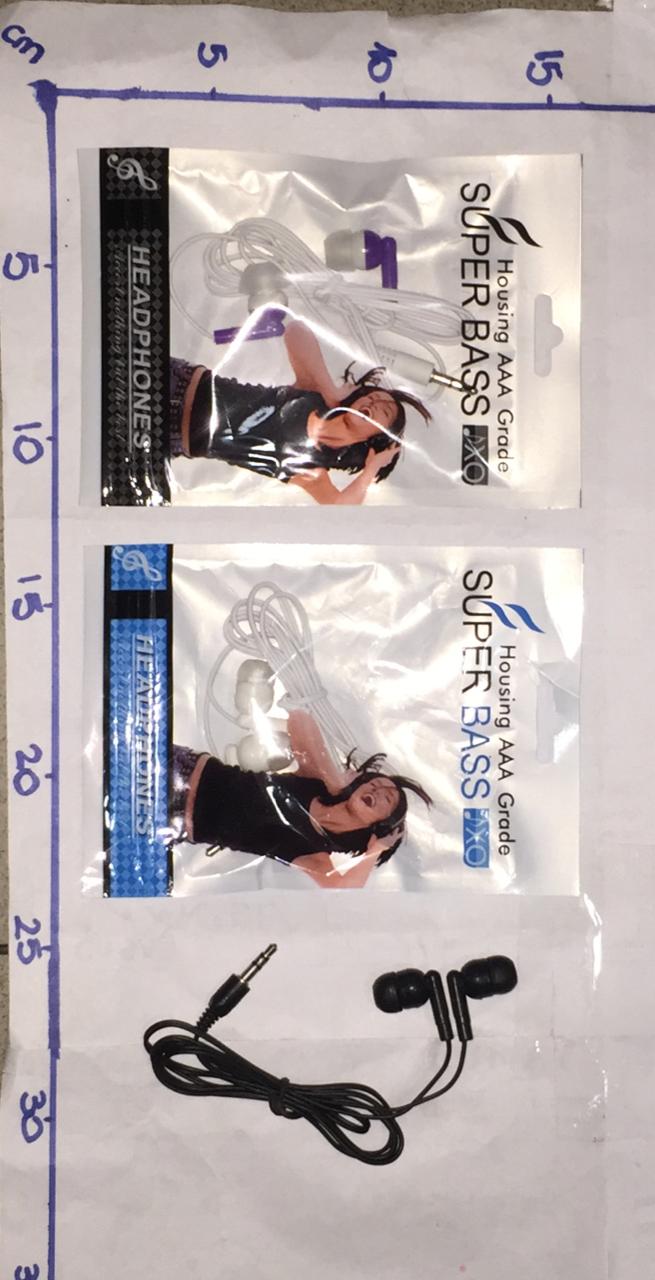 cm
5
10
15
5
10
15
20
25
30
3
Housing AAA Grade
SUPER BASS
HEADPHONES
Housing AAA Grade
SUPER BASS
HEADPHONES